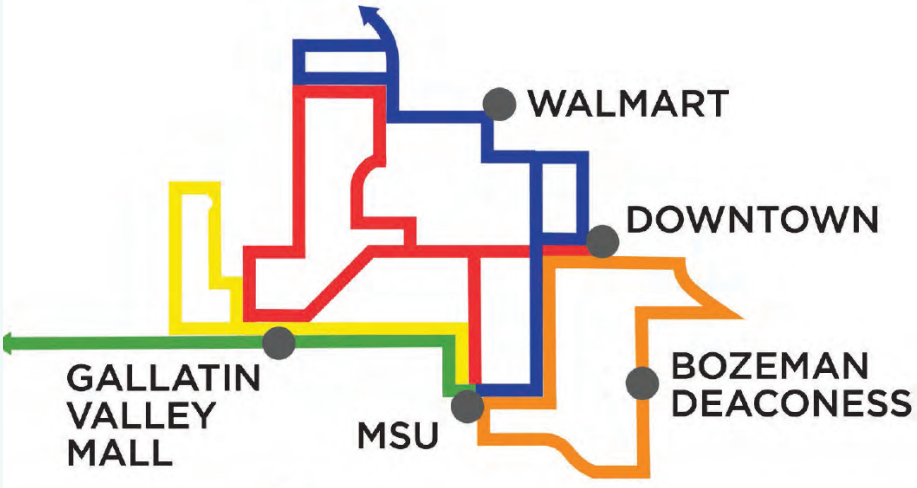 WALMART
DOWNTOWN
BOZEMAN
DEACONESS
GALLATIN
VALLEY
MALL
MSU